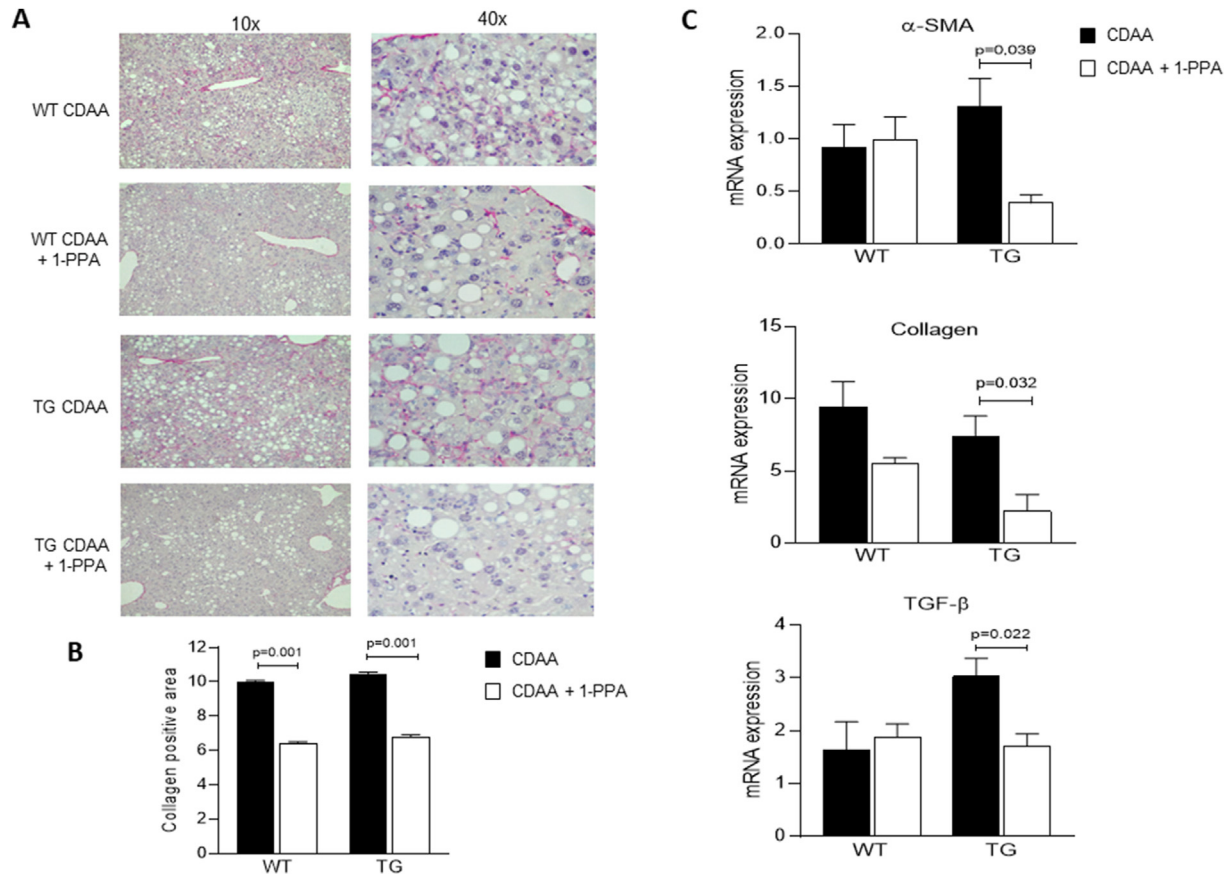 A
10x
40x
WT CDAA
WT CDAA
+ 1-PPA
TG CDAA
TG CDAA
+ 1-PPA
B
Collagen positive area
12
10
8
6
4
2
0
p=0.001
p=0.001
WT
TG
CDAA
CDAA + 1-PPA
C
α-SMA
mRNA expression
2.0
1.5
1.0
0.5
0.0
p=0.039
WT
TG
CDAA
CDAA + 1-PPA
Collagen
mRNA expression
15
10
5
0
p=0.032
WT
TG
TGF-β
mRNA expression
4
3
2
1
0
p=0.022
WT
TG